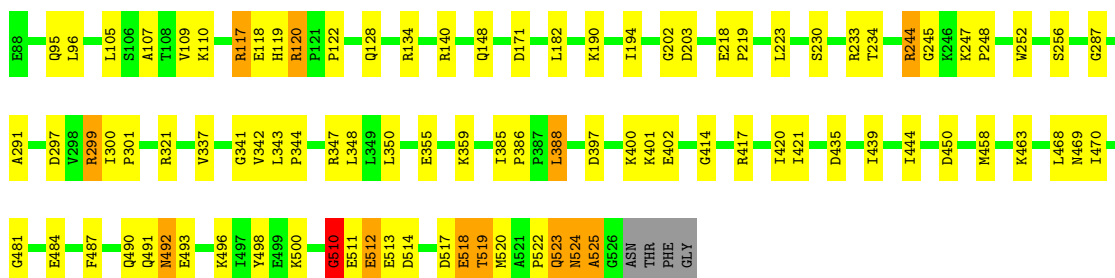 E88 Q95 L96 L105 S106 A107 T108 V109 K110 R117 E118 H119 R120 P121 P122 Q128 R134 R140 Q148 D171 L182 K190 I194 G202 D203 E218 P219 L223 S230 R233 T234 R244 G245 K246 K247 P248 W252 S256 G287
A291 D297 V298 R299 I300 P301 R321 V337 G341 V342 L343 P344 R347 L348 L349 L350 E355 K359 I385 P386 P387 L388 D397 K400 K401 E402 G414 R417 I420 I421 D435 I439 I444 D450 M458 K463 L468 N469 I470
G481 E484 F487 Q490 Q491 N492 E493 K496 I497 Y498 E499 K500 G510 E511 E512 E513 D514 D517 E518 T519 M520 A521 P522 Q523 N524 A525 G526 ASN THR PHE GLY